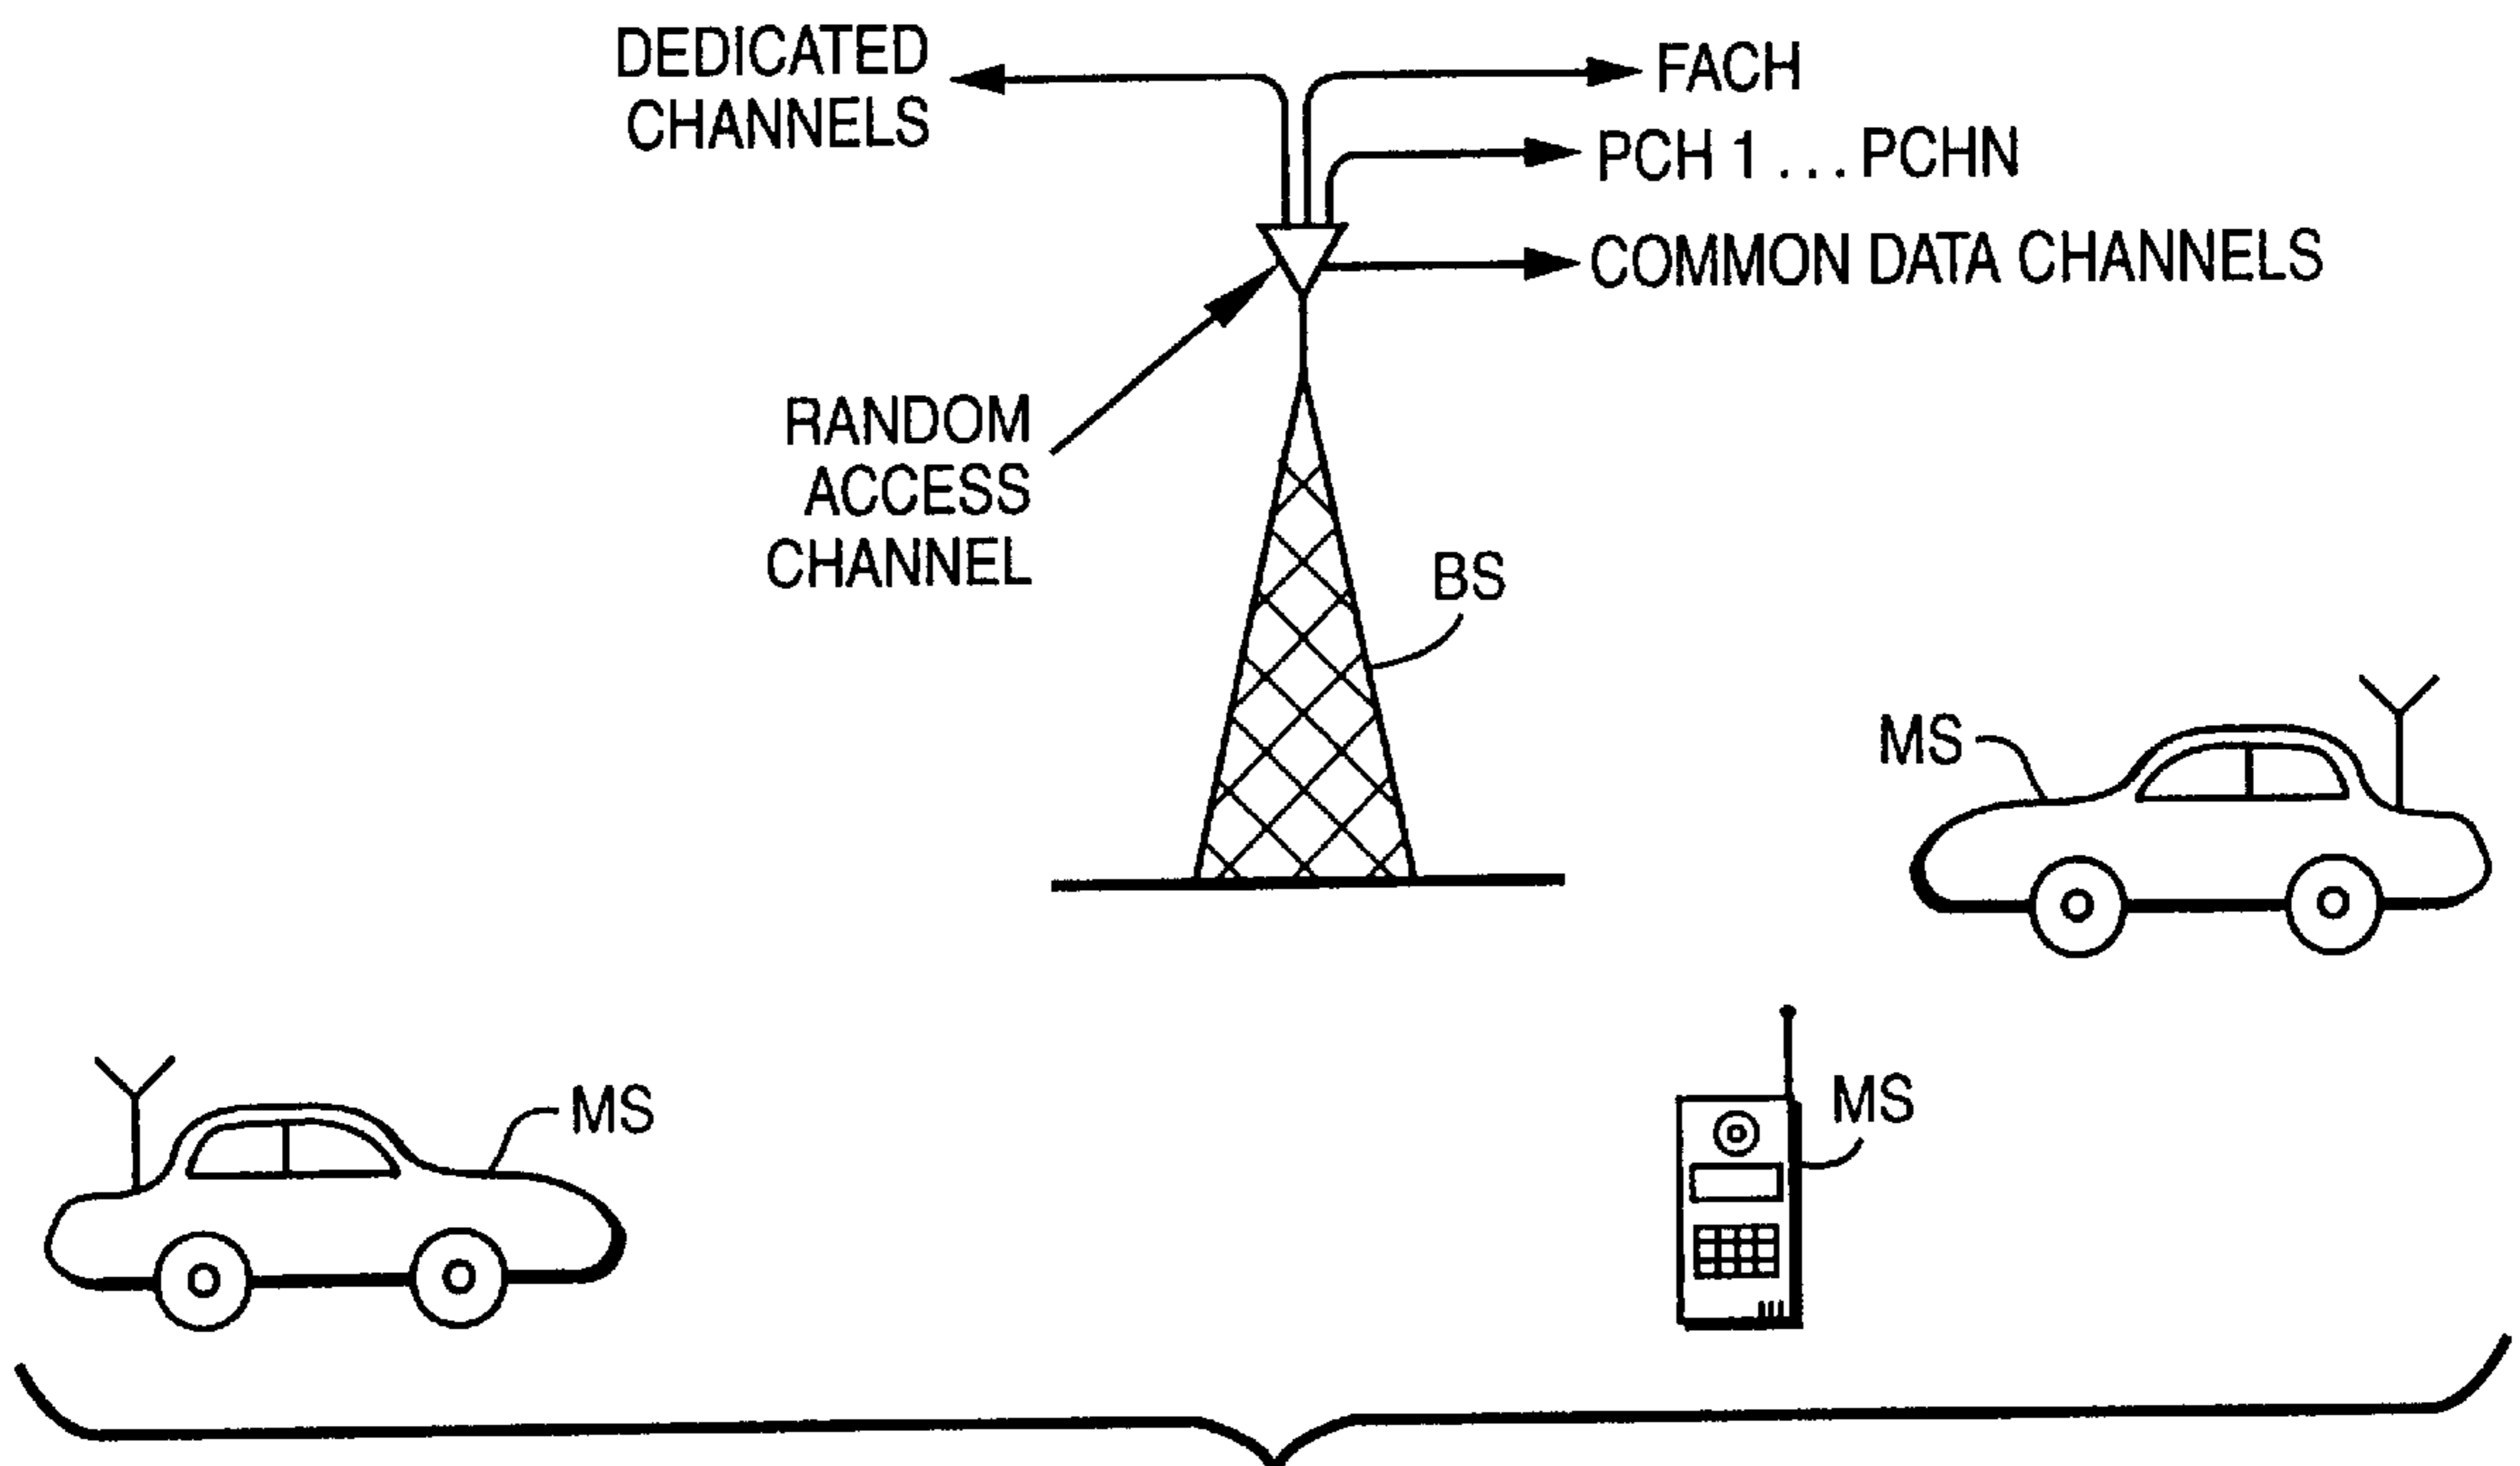 DEDICATED
CHANNELS
FACH
PCH 1 ... PCHN
COMMON DATA CHANNELS
RANDOM
ACCESS
CHANNEL
BS
MS
MS
MS